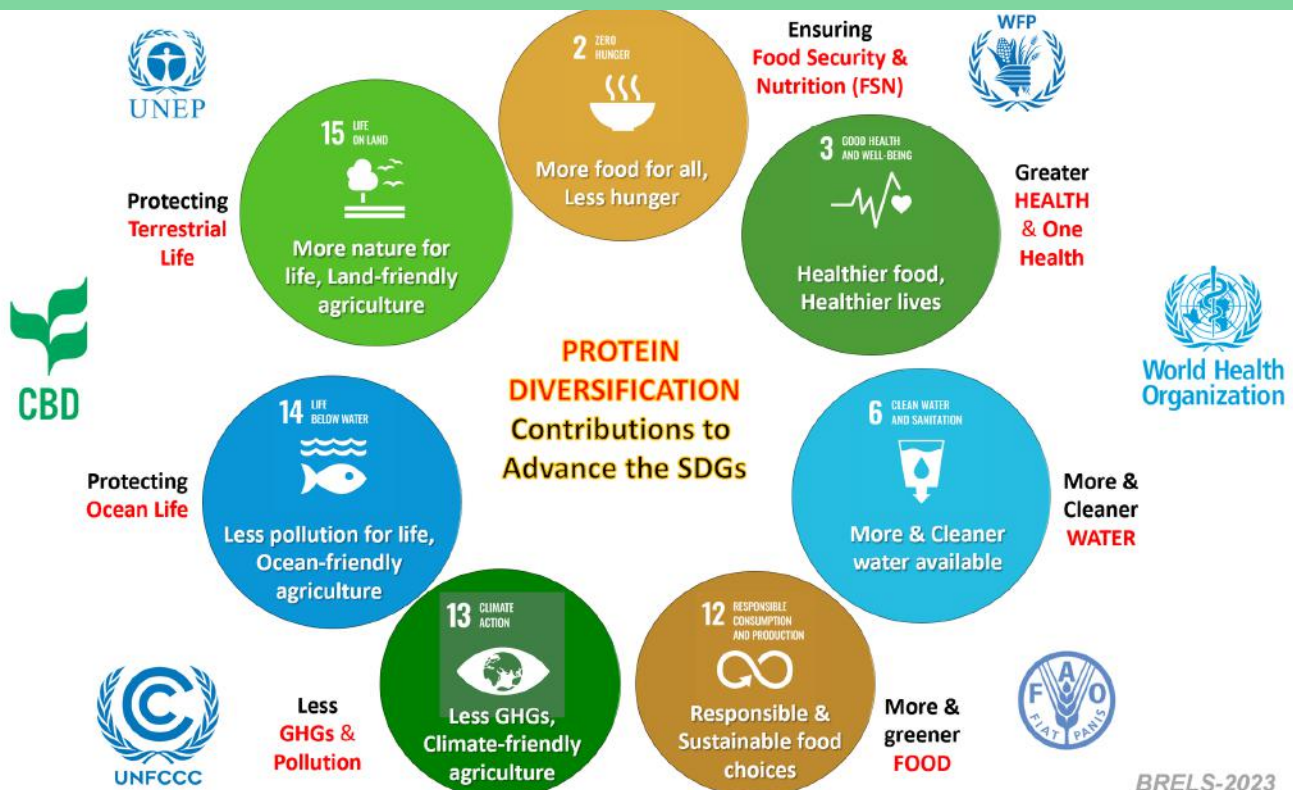 UNEP
2 ZERO
HUNGER
More food for all,
Less hunger
Ensuring
Food Security &
Nutrition (FSN)
WFP
15 LIFE
ON LAND
More nature for
life, Land-friendly
agriculture
Protecting
Terrestrial
Life
3 GOOD HEALTH
AND WELL-BEING
Healthier food,
Healthier lives
Greater
HEALTH
& One
Health
CBD
World Health
Organization
PROTEIN
DIVERSIFICATION
Contributions to
Advance the SDGs
14 LIFE
BELOW WATER
Less pollution for life,
Ocean-friendly
agriculture
Protecting
Ocean Life
6 CLEAN WATER
AND SANITATION
More & Cleaner
water available
More &
Cleaner
WATER
13 CLIMATE
ACTION
Less GHGs,
Climate-friendly
agriculture
Less
GHGs &
Pollution
UNFCCC
12 RESPONSIBLE
CONSUMPTION
AND PRODUCTION
Responsible &
Sustainable food
choices
More &
greener
FOOD
F A O
FIAT PANIS
BRELS-2023